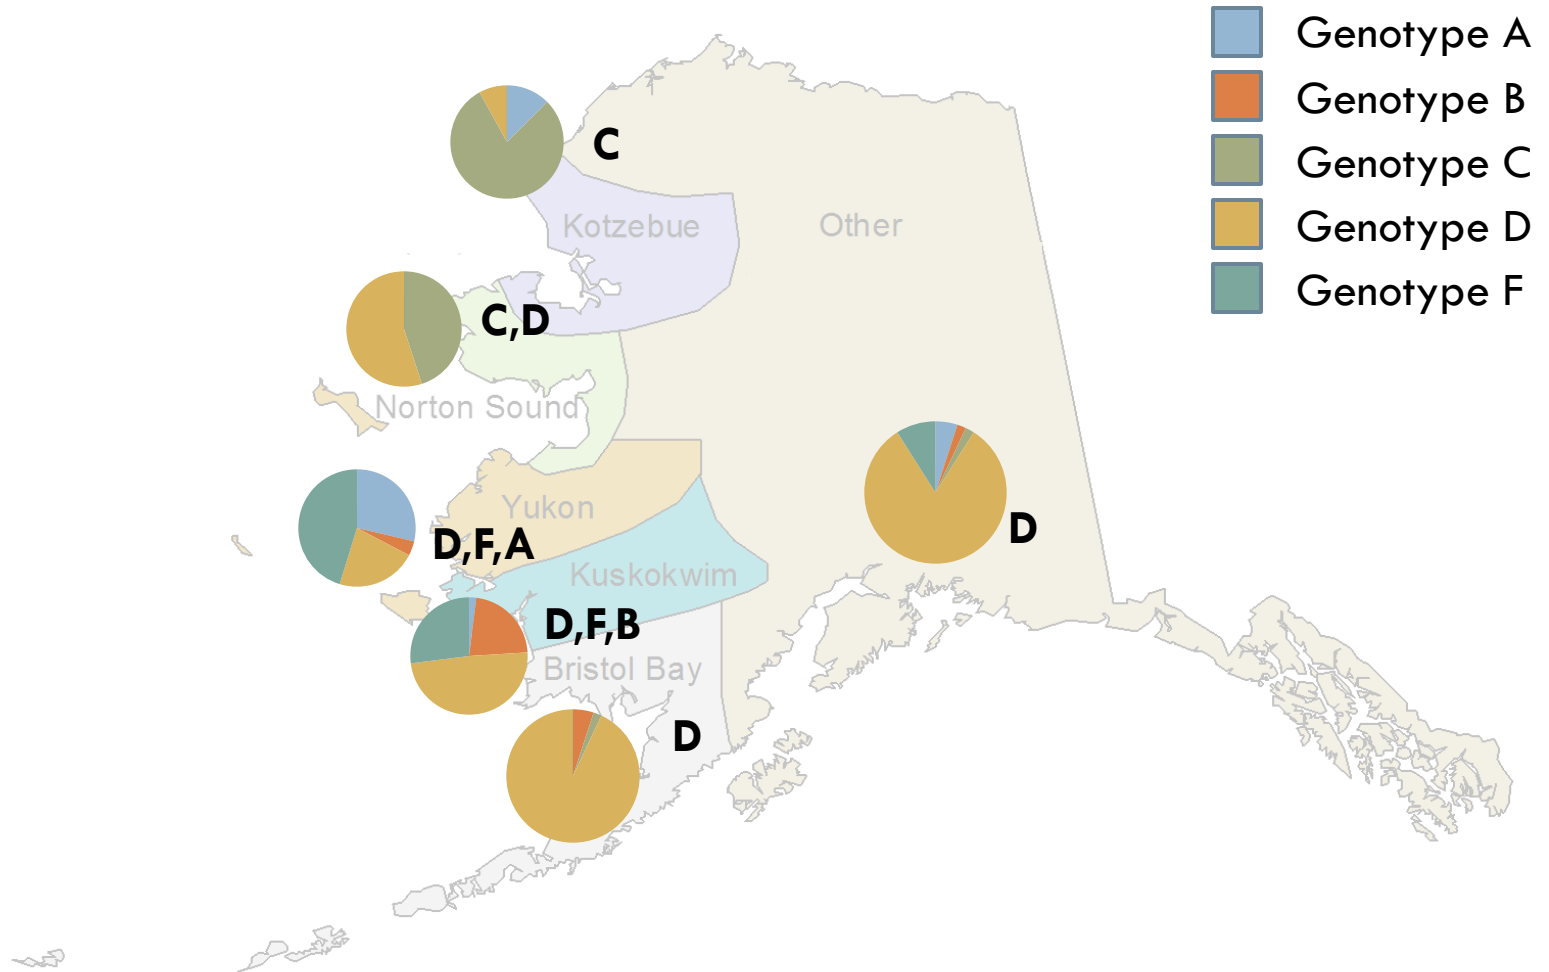 Genotype A
Genotype B
Genotype C
Genotype D
Genotype F
C
Kotzebue
Other
C,D
Norton Sound
Yukon
D,F,A
D
Kuskokwim
D,F,B
Bristol Bay
D